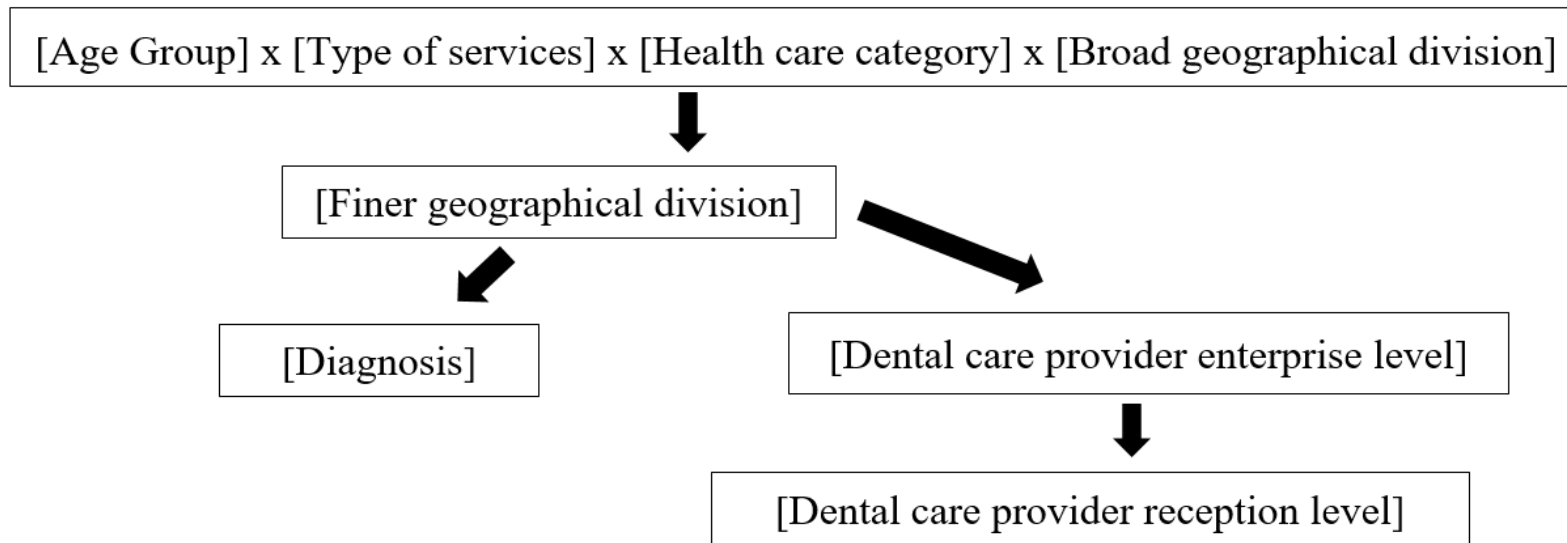 [Age Group] x [Type of services] x [Health care category] x [Broad geographical division]
[Finer geographical division]
[Diagnosis]
[Dental care provider enterprise level]
[Dental care provider reception level]